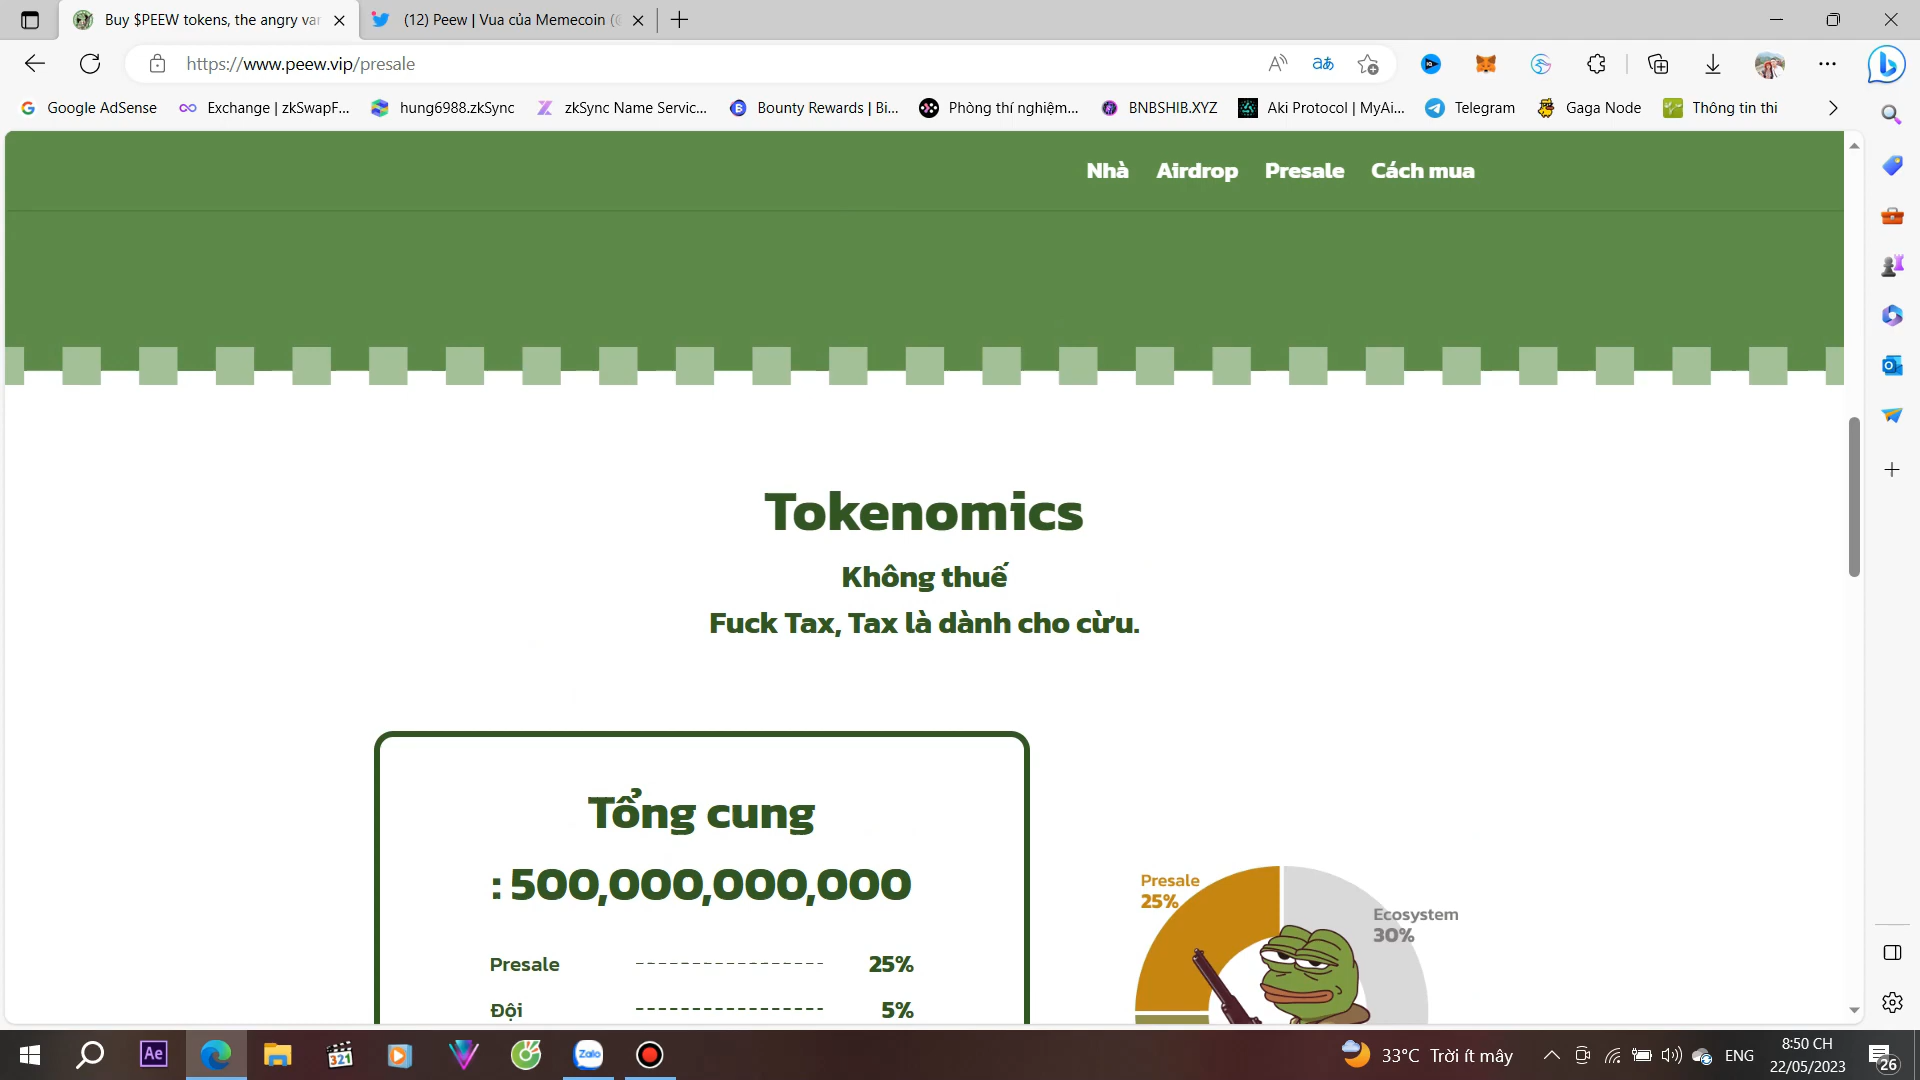 Buy $PEEW tokens, the angry va
(12) Peew | Vua của Memecoin (
https://www.peew.vip/presale
Google AdSense
Exchange | zkSwapF...
hung6988.zkSync
zkSync Name Servic...
Bounty Rewards | Bi...
Phòng thí nghiệm...
BNBSHIB.XYZ
Aki Protocol | MyAi...
Telegram
Gaga Node
Thông tin thi
Nhà Airdrop Presale Cách mua
Tokenomics
Không thuế
Fuck Tax, Tax là dành cho cừu.
Tổng cung
: 500,000,000,000
Presale 25%
Đội 5%
Presale
25%
Ecosystem
30%
Ae
321
Zalo
33°C Trời ít mây
ENG
8:50 CH
22/05/2023
26